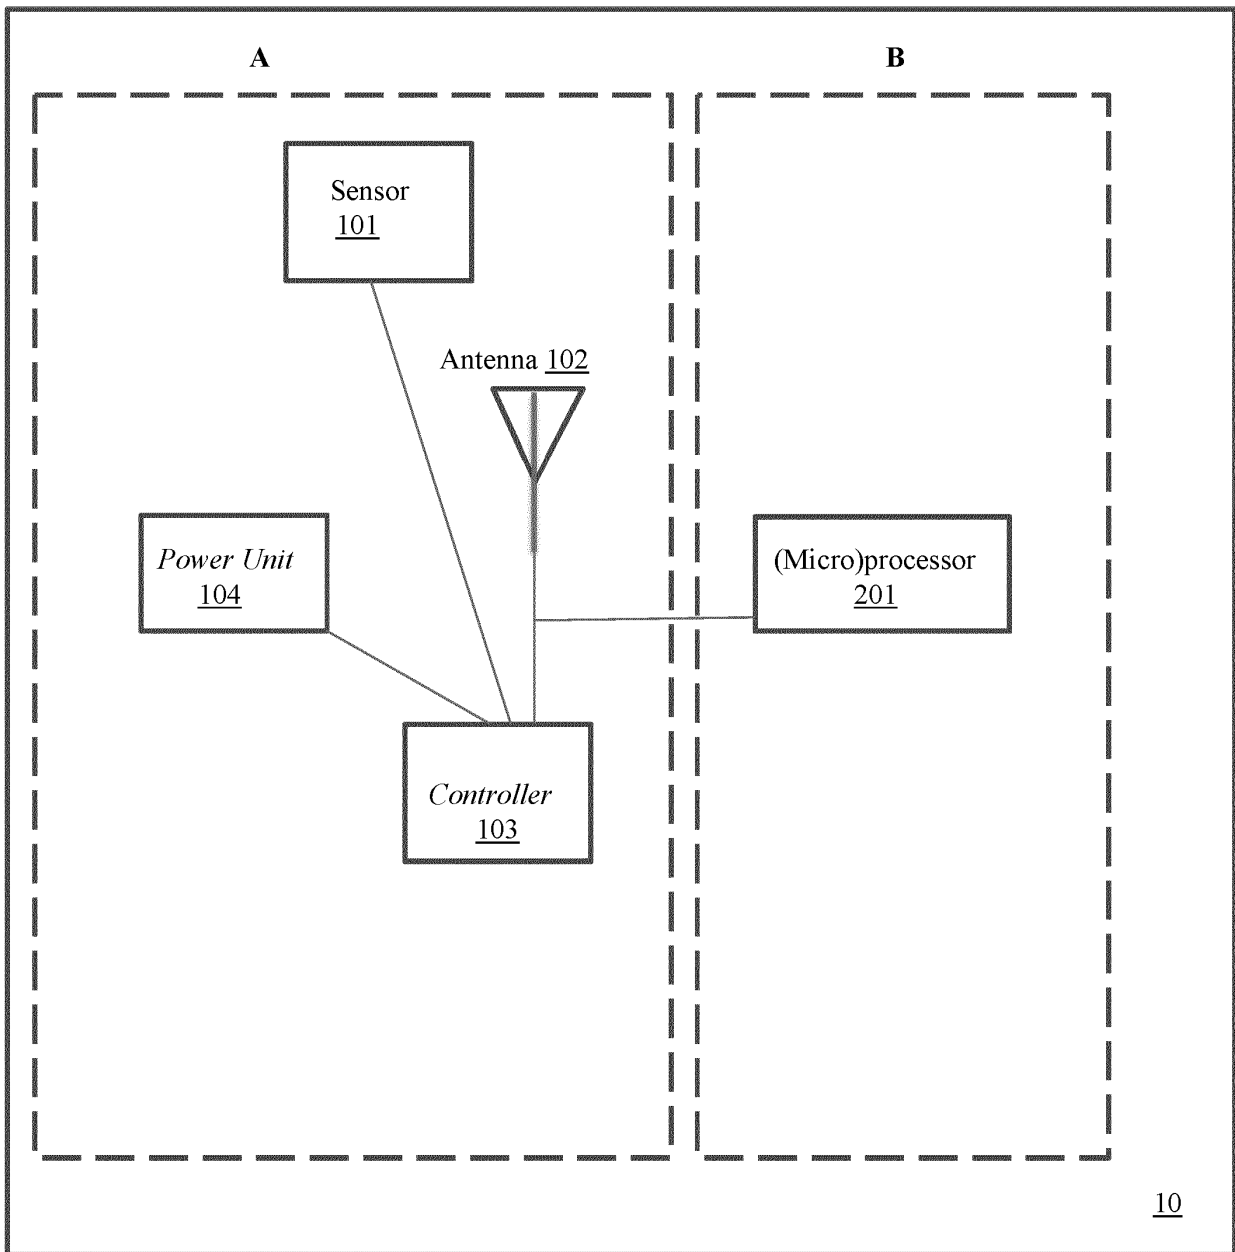 A
B
Sensor
101
Antenna 102
Power Unit
104
(Micro)processor
201
Controller
103
10